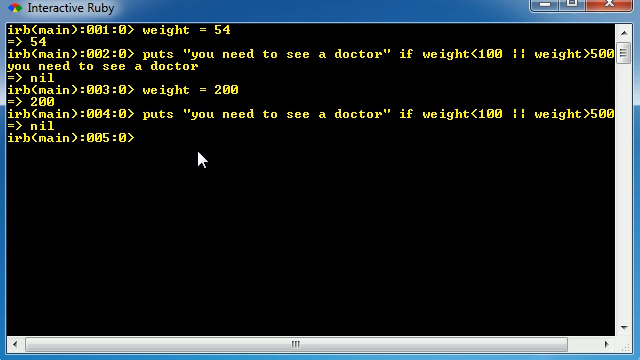 Interactive Ruby
irb(main):001:0> weight = 54
=> 54
irb(main):002:0> puts "you need to see a doctor" if weight<100 || weight>500
you need to see a doctor
=> nil
irb(main):003:0> weight = 200
=> 200
irb(main):004:0> puts "you need to see a doctor" if weight<100 || weight>500
=> nil
irb(main):005:0>